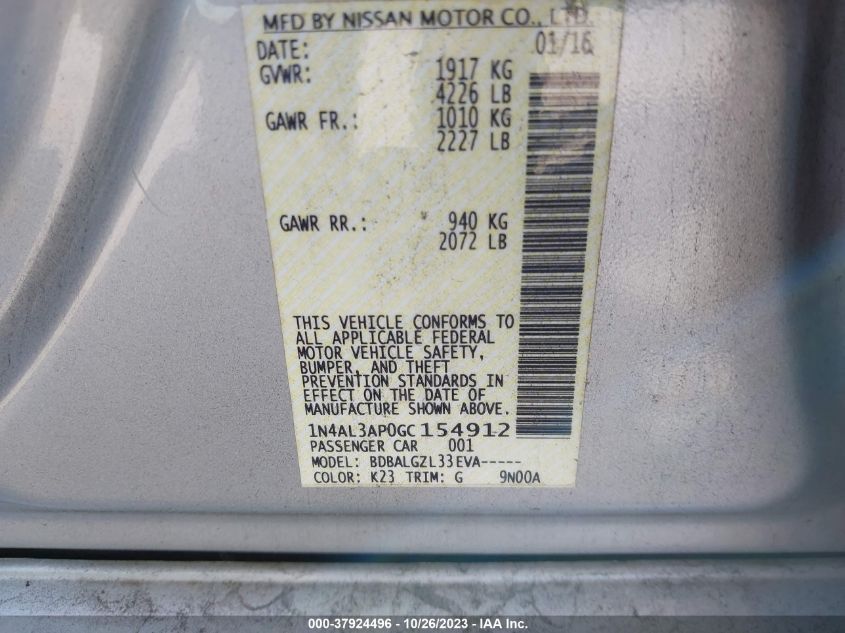 MFD BY NISSAN MOTOR CO., LTD.
DATE: 01/16
GVWR: 1917 KG
4226 LB
GAWR FR.: 1010 KG
2227 LB
GAWR RR.: 940 KG
2072 LB
THIS VEHICLE CONFORMS TO
ALL APPLICABLE FEDERAL
MOTOR VEHICLE SAFETY,
BUMPER, AND THEFT
PREVENTION STANDARDS IN
EFFECT ON THE DATE OF
MANUFACTURE SHOWN ABOVE.
1N4AL3AP0GC154912
PASSENGER CAR 001
MODEL: BDBALGZL33EVA-----
COLOR: K23 TRIM: G 9N00A
000-37924496 - 10/26/2023 - IAA Inc.